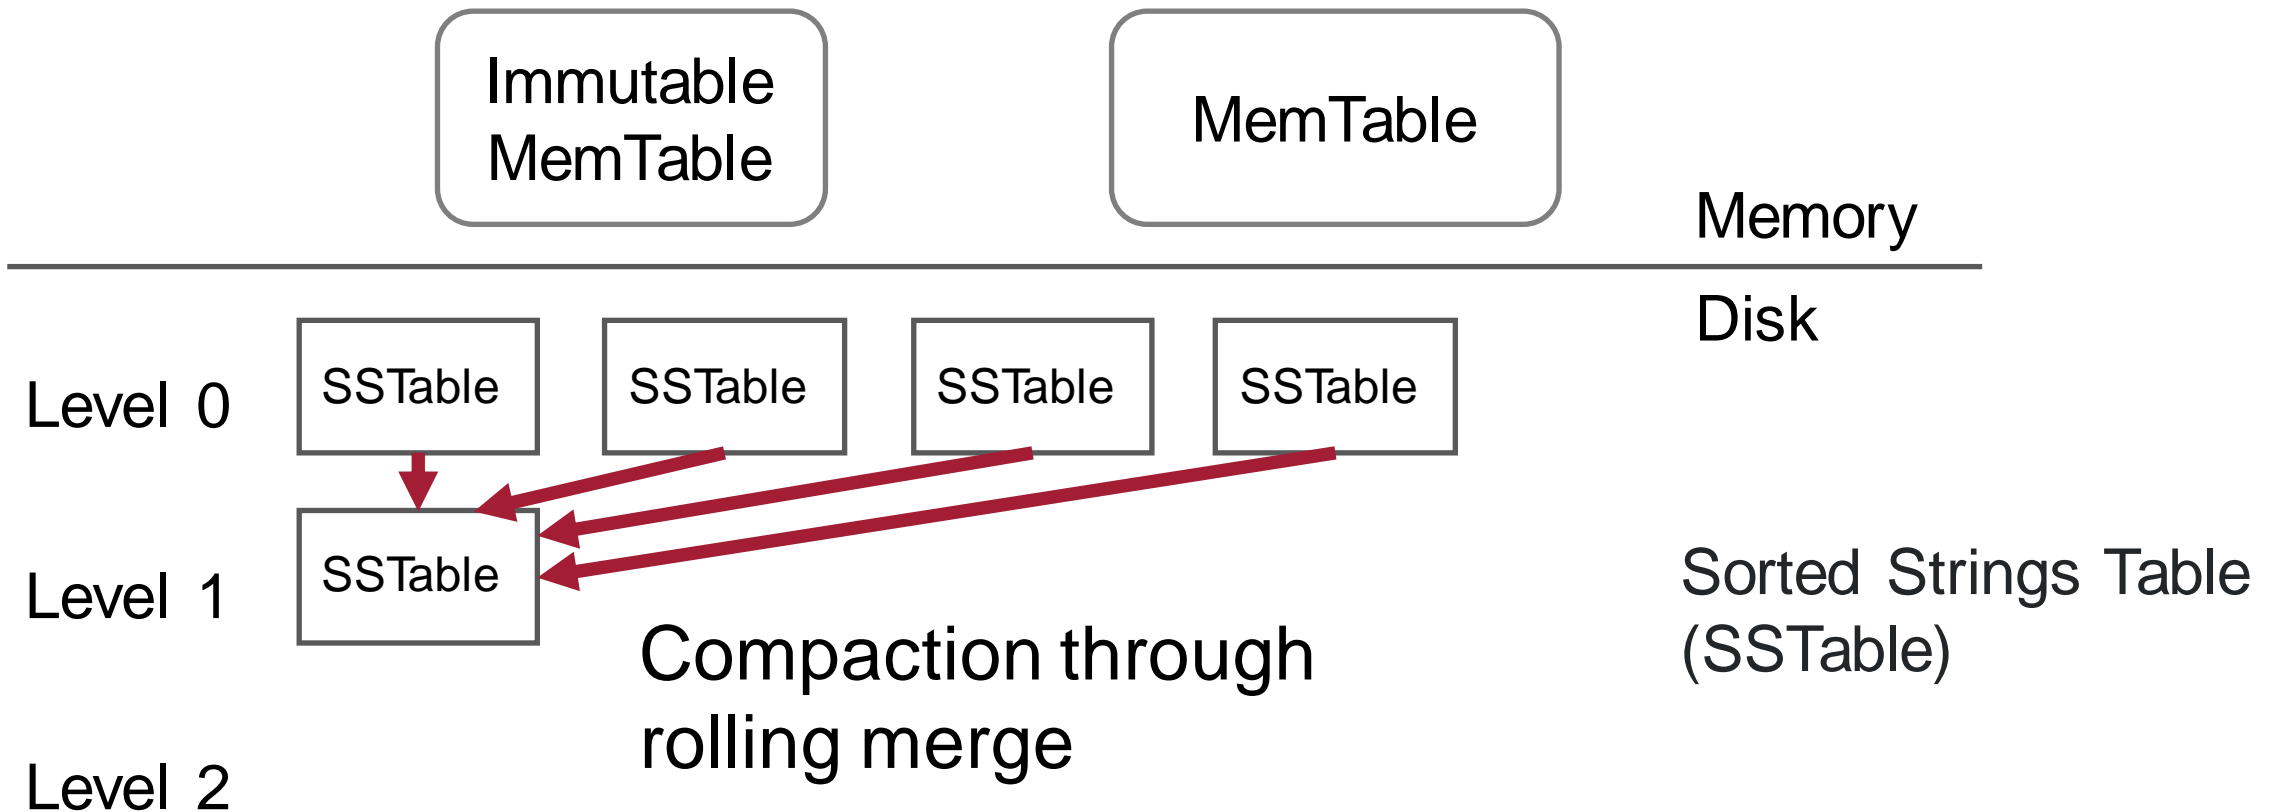 Immutable
MemTable
MemTable
Memory
Disk
Level 0
SSTable
SSTable
SSTable
SSTable
Level 1
SSTable
Sorted Strings Table
(SSTable)
Compaction through
rolling merge
Level 2